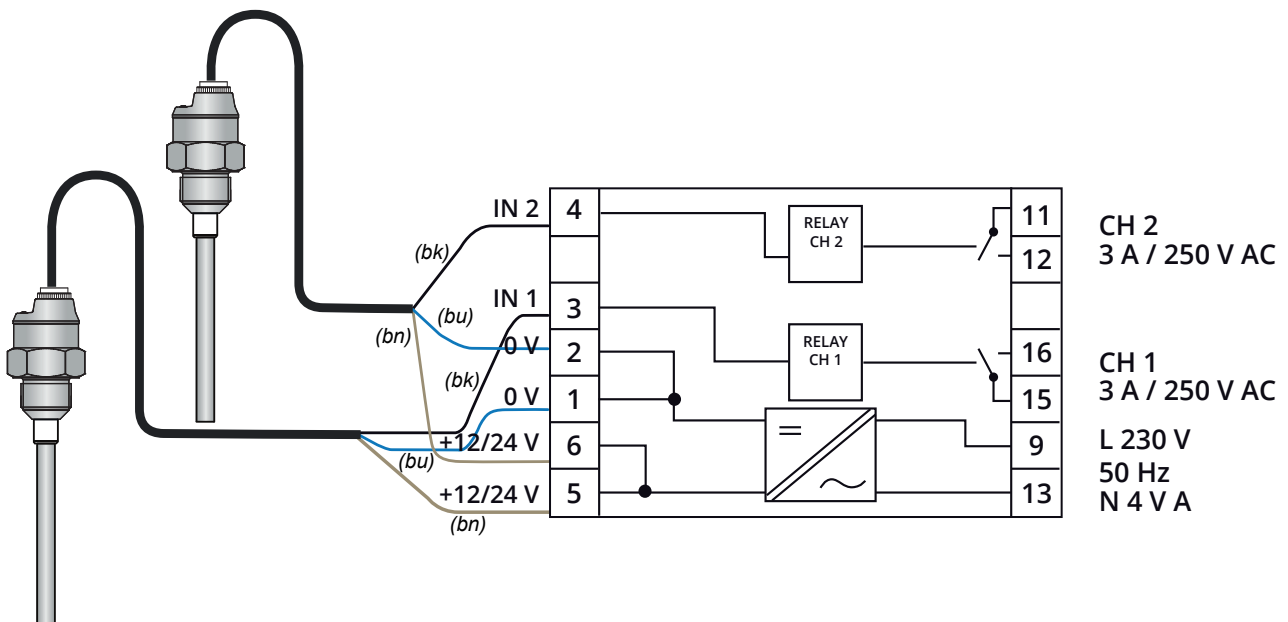 IN 2
4
(bk)
RELAY
CH 2
11
12
CH 2
3 A / 250 V AC
IN 1
3
(bu)
(bn)
0 V
2
RELAY
CH 1
16
15
CH 1
3 A / 250 V AC
(bk)
0 V
1
+12/24 V
6
(bu)
9
L 230 V
50 Hz
N 4 V A
+12/24 V
5
13
(bn)